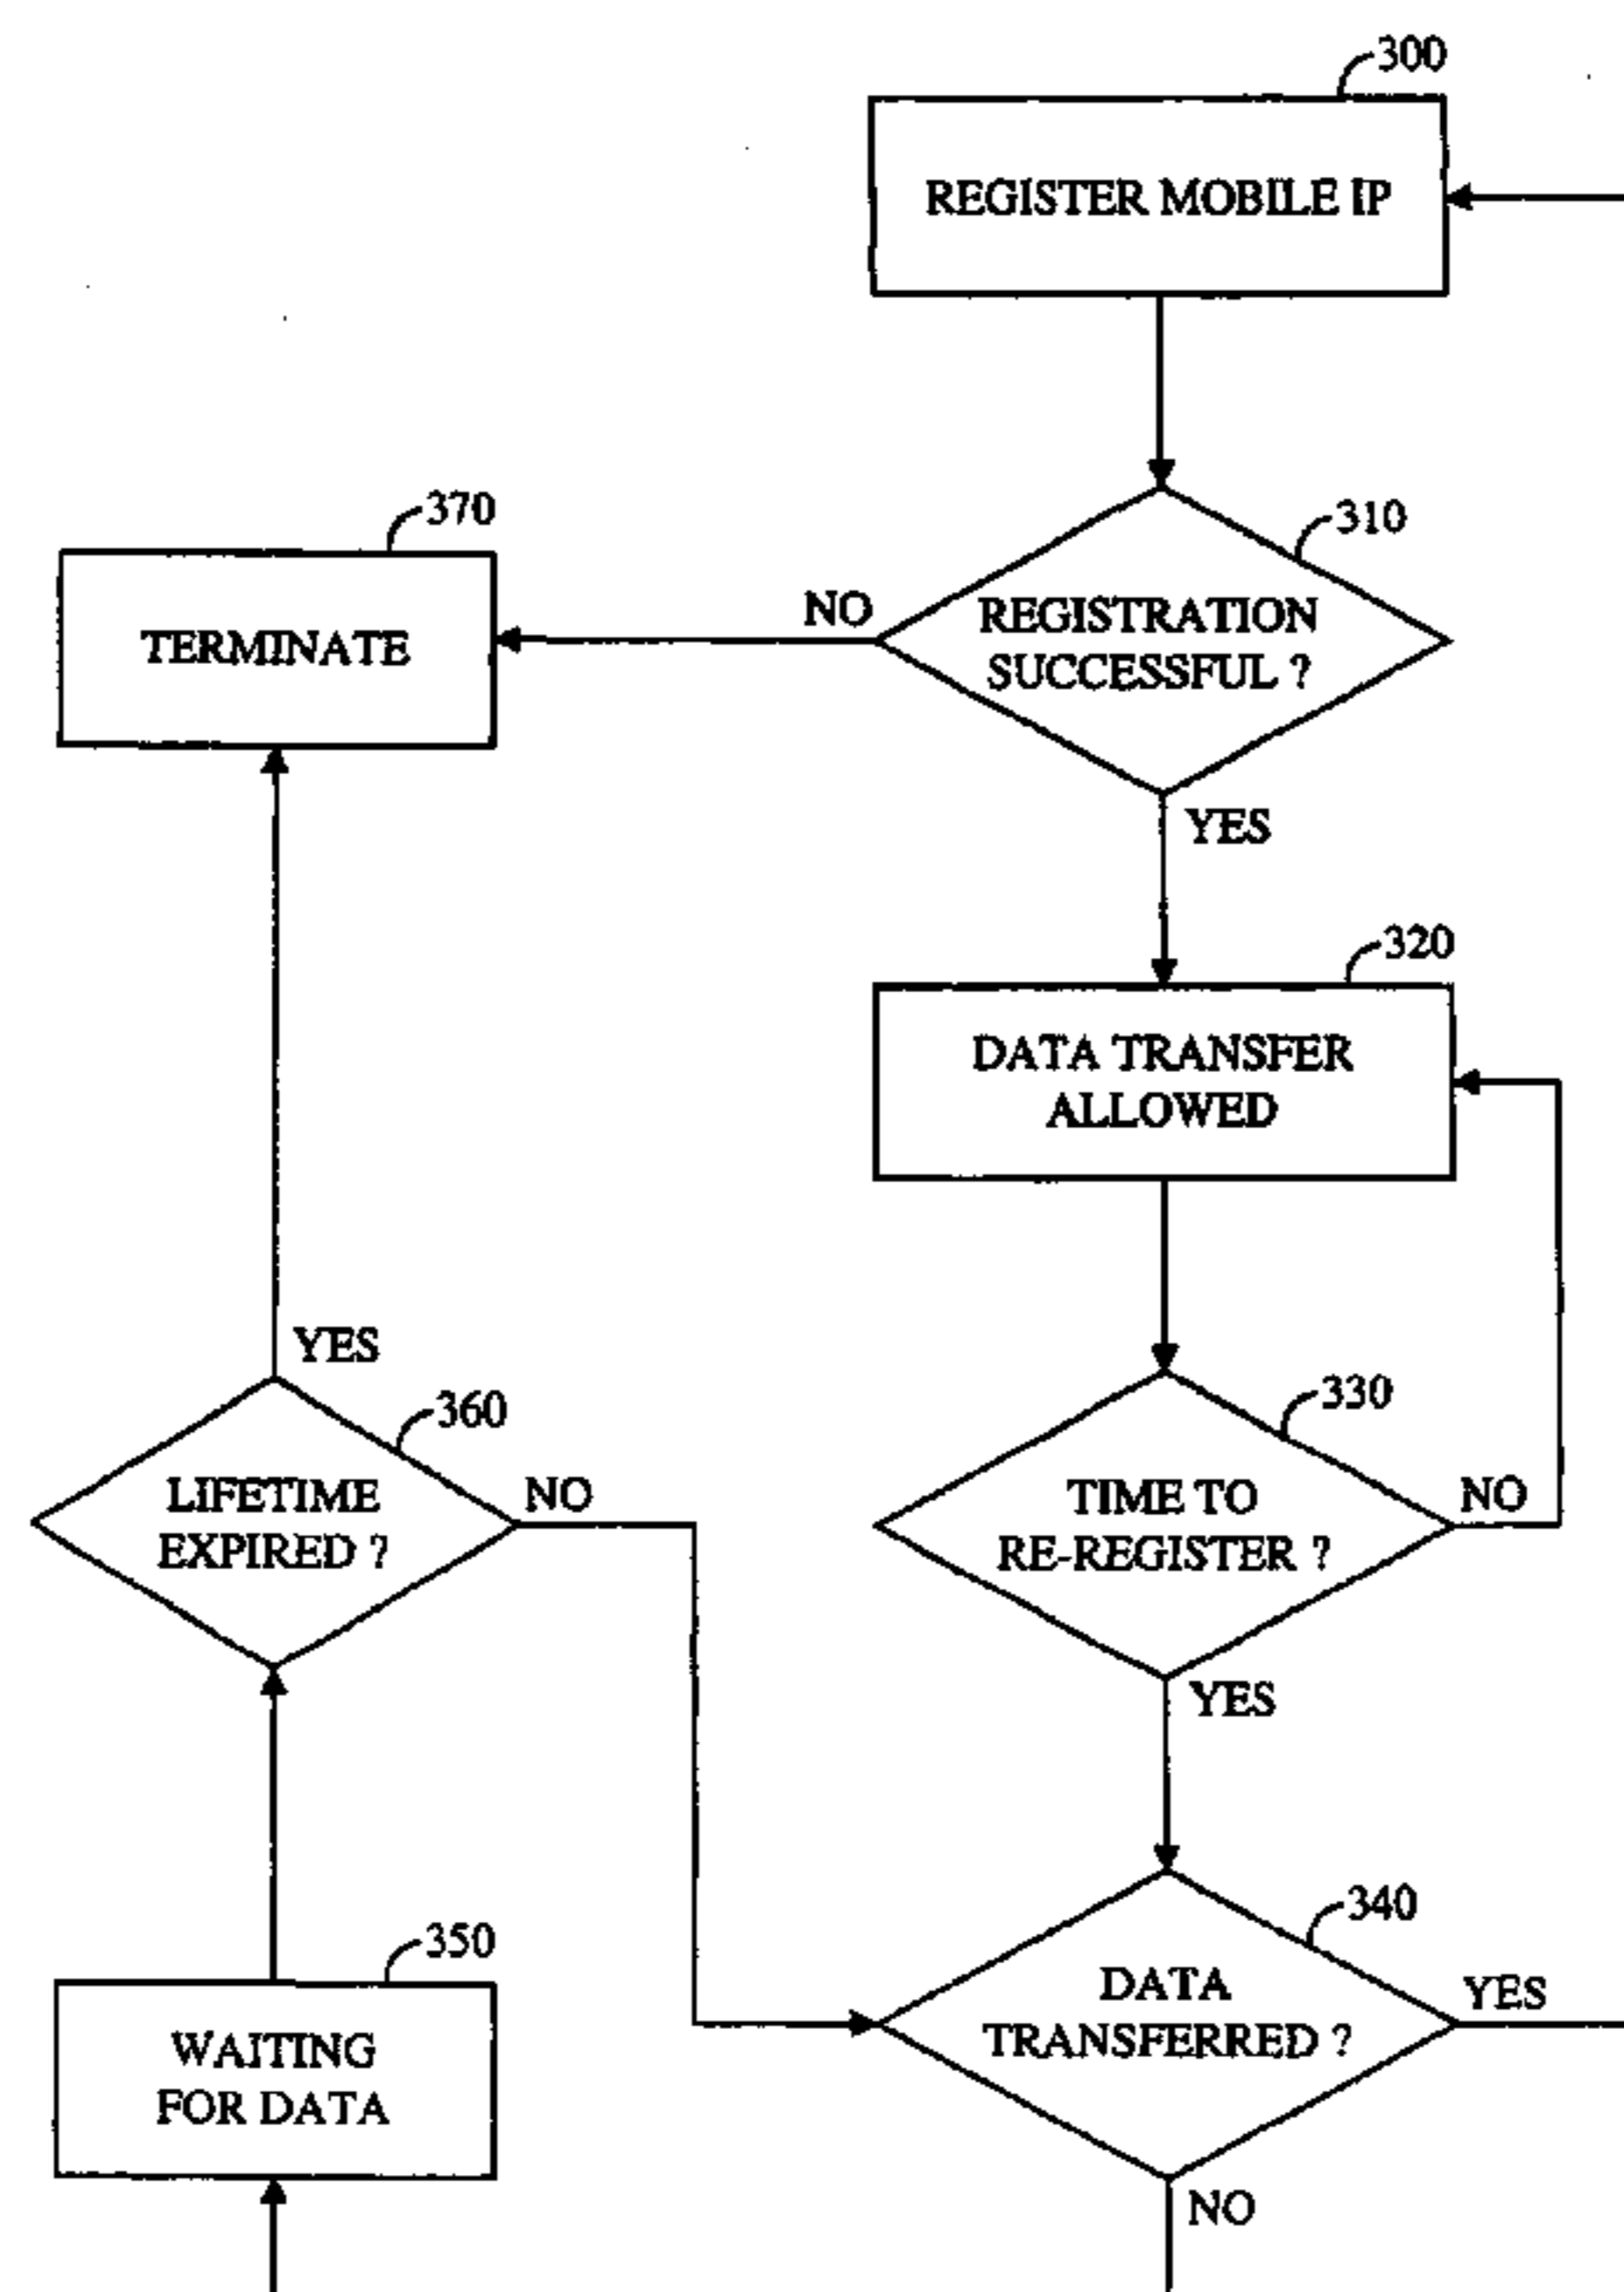 300
REGISTER MOBILE IP
370
310
TERMINATE
NO
REGISTRATION
SUCCESSFUL ?
YES
320
DATA TRANSFER
ALLOWED
YES
360
330
LIFETIME
EXPIRED ?
NO
TIME TO
RE-REGISTER ?
NO
YES
350
340
WAITING
FOR DATA
DATA
TRANSFERRED ?
YES
NO